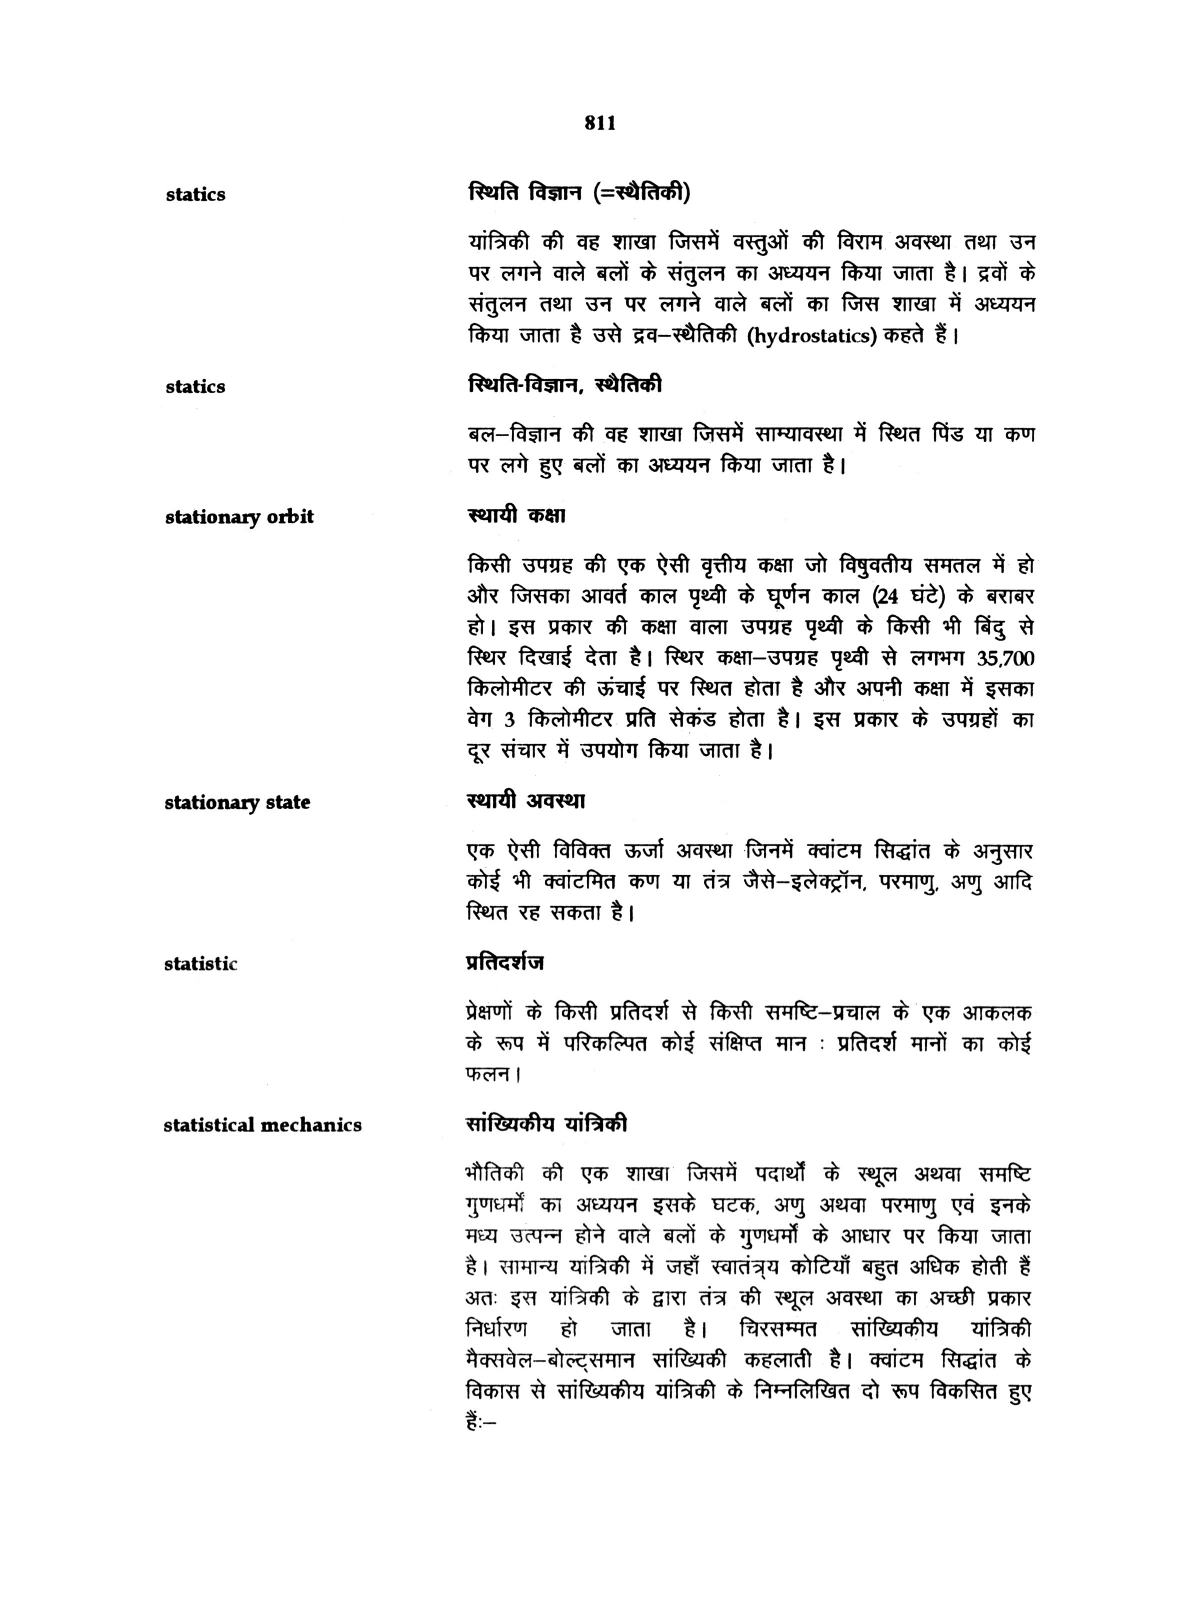 811
statics स्थिति विज्ञान (=स्थैतिकी)
यांत्रिकी की वह शाखा जिसमें वस्तुओं की विराम अवस्था तथा उन
पर लगने वाले बलों के संतुलन का अध्ययन किया जाता है। द्रवों के
संतुलन तथा उन पर लगने वाले बलों का जिस शाखा में अध्ययन
किया जाता है उसे द्रव–स्थैतिकी (hydrostatics) कहते हैं।
statics स्थिति-विज्ञान, स्थैतिकी
बल–विज्ञान की वह शाखा जिसमें साम्यावस्था में स्थित पिंड या कण
पर लगे हुए बलों का अध्ययन किया जाता है।
stationary orbit स्थायी कक्षा
किसी उपग्रह की एक ऐसी वृत्तीय कक्षा जो विषुवतीय समतल में हो
और जिसका आवर्त काल पृथ्वी के घूर्णन काल (24 घंटे) के बराबर
हो। इस प्रकार की कक्षा वाला उपग्रह पृथ्वी के किसी भी बिंदु से
स्थिर दिखाई देता है। स्थिर कक्षा–उपग्रह पृथ्वी से लगभग 35,700
किलोमीटर की ऊंचाई पर स्थित होता है और अपनी कक्षा में इसका
वेग 3 किलोमीटर प्रति सेकंड होता है। इस प्रकार के उपग्रहों का
दूर संचार में उपयोग किया जाता है।
stationary state स्थायी अवस्था
एक ऐसी विविक्त ऊर्जा अवस्था जिनमें क्वांटम सिद्धांत के अनुसार
कोई भी क्वांटमित कण या तंत्र जैसे–इलेक्ट्रॉन, परमाणु, अणु आदि
स्थित रह सकता है।
statistic प्रतिदर्शज
प्रेक्षणों के किसी प्रतिदर्श से किसी समष्टि–प्रचाल के एक आकलक
के रूप में परिकल्पित कोई संक्षिप्त मान : प्रतिदर्श मानों का कोई
फलन।
statistical mechanics सांख्यिकीय यांत्रिकी
भौतिकी की एक शाखा जिसमें पदार्थों के स्थूल अथवा समष्टि
गुणधर्मों का अध्ययन इसके घटक, अणु अथवा परमाणु एवं इनके
मध्य उत्पन्न होने वाले बलों के गुणधर्मों के आधार पर किया जाता
है। सामान्य यांत्रिकी में जहाँ स्वातंत्र्य कोटियाँ बहुत अधिक होती हैं
अतः इस यांत्रिकी के द्वारा तंत्र की स्थूल अवस्था का अच्छी प्रकार
निर्धारण हो जाता है। चिरसम्मत सांख्यिकीय यांत्रिकी
मैक्सवेल–बोल्ट्समान सांख्यिकी कहलाती है। क्वांटम सिद्धांत के
विकास से सांख्यिकीय यांत्रिकी के निम्नलिखित दो रूप विकसित हुए
हैं:–